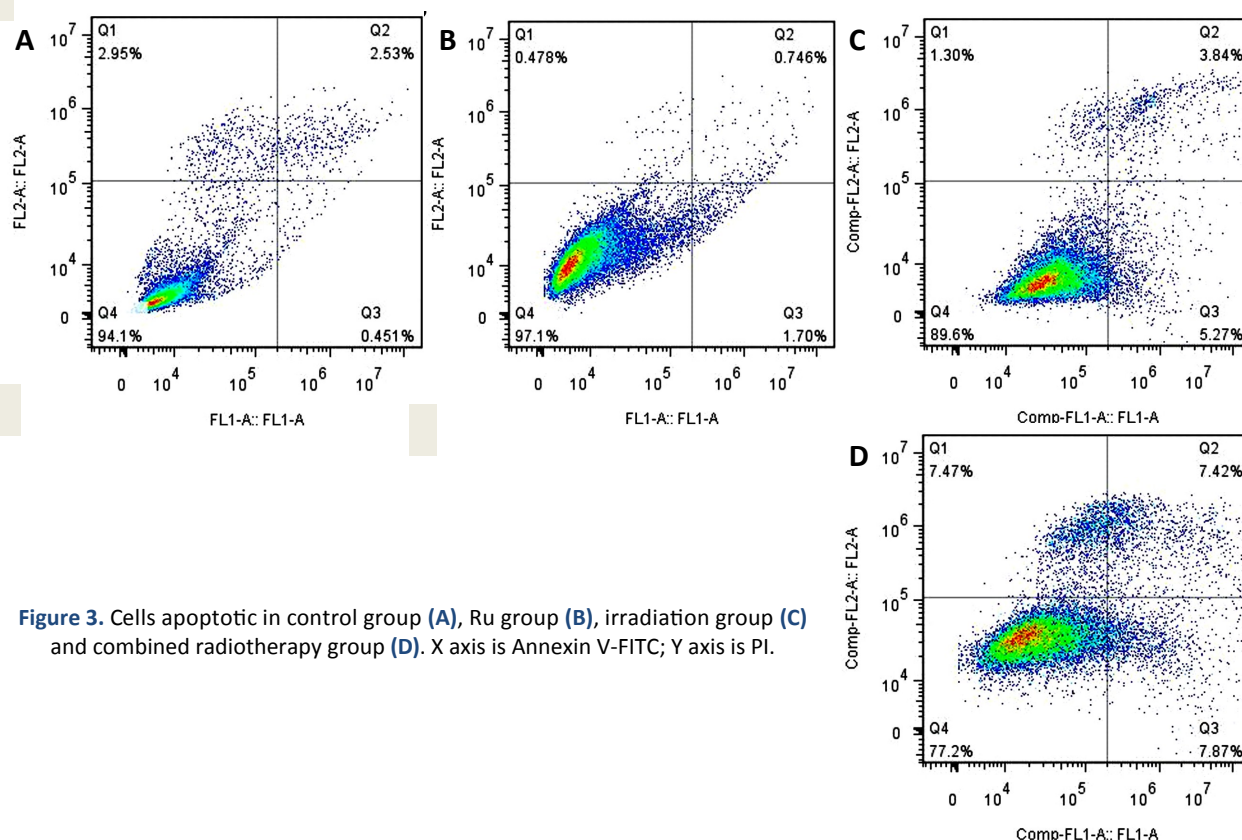 A
Q1
2.95%
Q2
2.53%
Q4
94.1%
Q3
0.451%
10^7
10^6
10^5
10^4
0
FL2-A:: FL2-A
0 10^4 10^5 10^6 10^7
FL1-A:: FL1-A
B
Q1
0.478%
Q2
0.746%
Q4
97.1%
Q3
1.70%
10^7
10^6
10^5
10^4
0
FL2-A:: FL2-A
0 10^4 10^5 10^6 10^7
FL1-A:: FL1-A
C
Q1
1.30%
Q2
3.84%
Q4
89.6%
Q3
5.27%
10^7
10^6
10^5
10^4
0
Comp-FL2-A:: FL2-A
0 10^4 10^5 10^6 10^7
Comp-FL1-A:: FL1-A
D
Q1
7.47%
Q2
7.42%
Q4
77.2%
Q3
7.87%
10^7
10^6
10^5
10^4
0
Comp-FL2-A:: FL2-A
0 10^4 10^5 10^6 10^7
Comp-FL1-A:: FL1-A
Figure 3. Cells apoptotic in control group (A), Ru group (B), irradiation group (C)
and combined radiotherapy group (D). X axis is Annexin V-FITC; Y axis is PI.